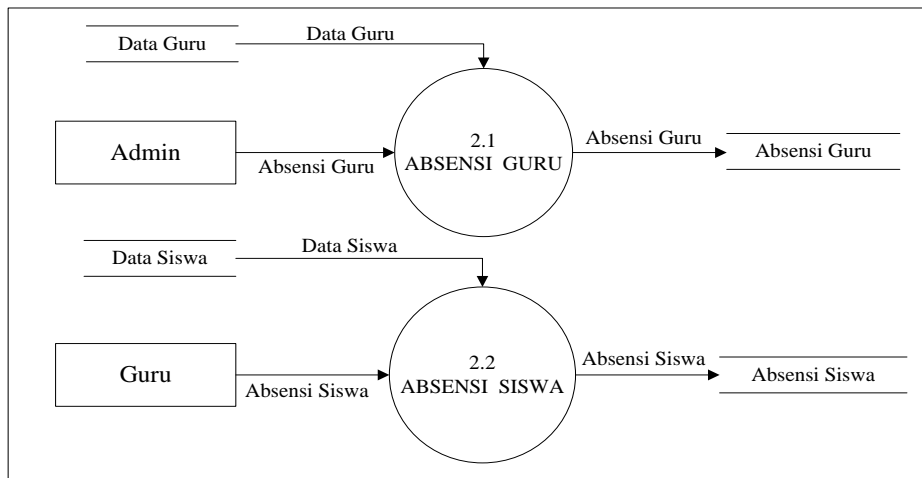 Data Guru
Data Guru
2.1
ABSENSI GURU
Admin
Absensi Guru
Absensi Guru
Absensi Guru
Data Siswa
Data Siswa
2.2
ABSENSI SISWA
Guru
Absensi Siswa
Absensi Siswa
Absensi Siswa